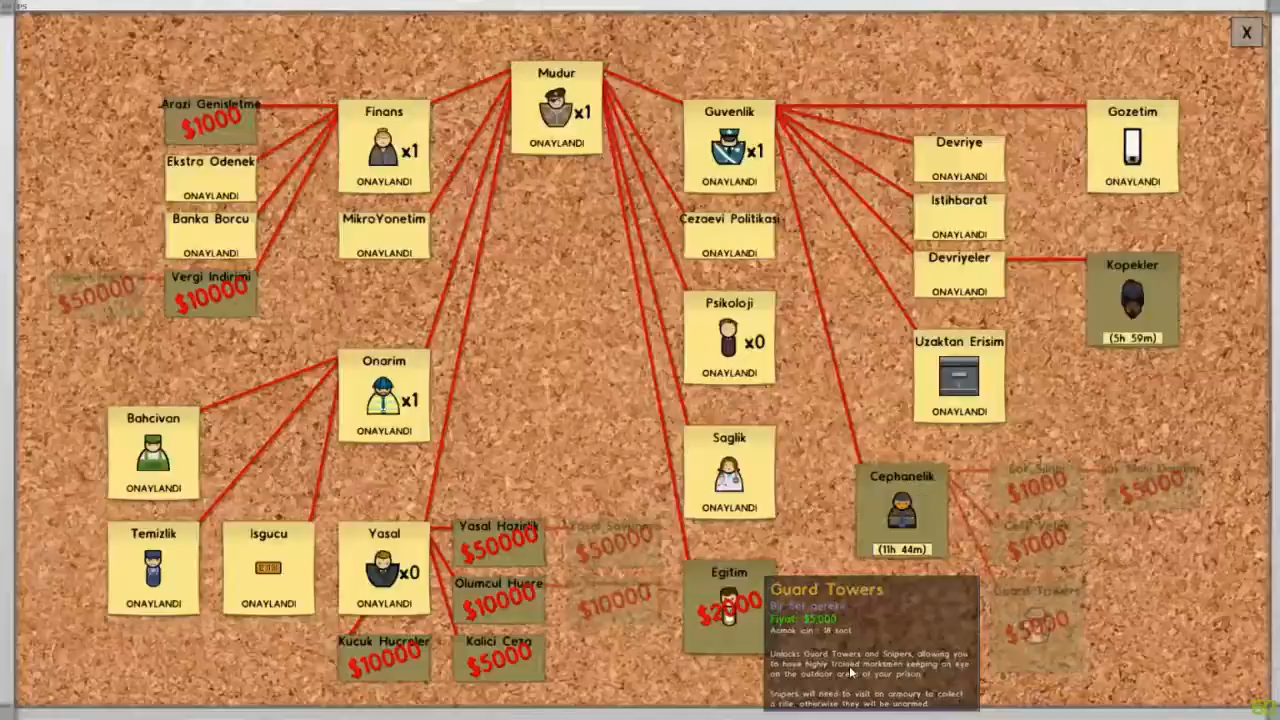 X
Mudur
x1
ONAYLANDI
Arazi Genisletme
$1000
Finans
x1
ONAYLANDI
Guvenlik
x1
ONAYLANDI
Gozetim
ONAYLANDI
Ekstra Odenek
ONAYLANDI
Devriye
ONAYLANDI
Banka Borcu
ONAYLANDI
MikroYonetim
ONAYLANDI
Cezaevi Politikasi
ONAYLANDI
Istihbarat
ONAYLANDI
$50000
Vergi Indirimi
$10000
Devriyeler
ONAYLANDI
Kopekler
(5h 59m)
Psikoloji
x0
ONAYLANDI
Uzaktan Erisim
ONAYLANDI
Onarim
x1
ONAYLANDI
Bahcivan
ONAYLANDI
Saglik
ONAYLANDI
Cephanelik
(11h 44m)
$1000
$5000
Temizlik
ONAYLANDI
Isgucu
ONAYLANDI
Yasal
x0
ONAYLANDI
Yasal Hazirlik
$50000
$50000
$1000
Olumcul Hucre
$10000
$10000
Egitim
$2000
Guard Towers
$5000
Kucuk Hucreler
$10000
Kalici Ceza
$5000
Guard Towers
Fiyat: $5,000
Acmak icin : 18 saat
Unlocks Guard Towers and Snipers, allowing you
to have highly trained marksmen keeping an eye
on the outdoor areas of your prison.
Snipers will need to visit an armoury to collect
a rifle, otherwise they will be unarmed.